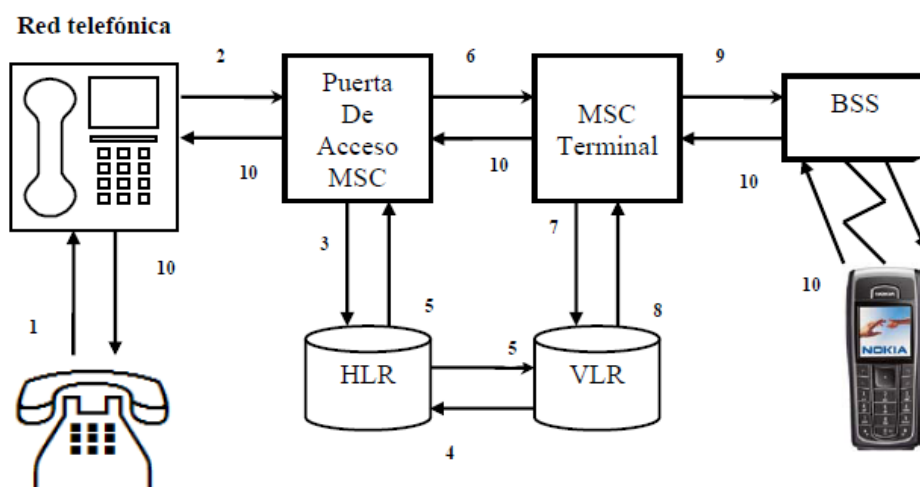 Red telefónica
2
6
9
Puerta
De
Acceso
MSC
MSC
Terminal
BSS
10
10
10
3
7
10
10
5
8
1
HLR
5
VLR
NOKIA
4